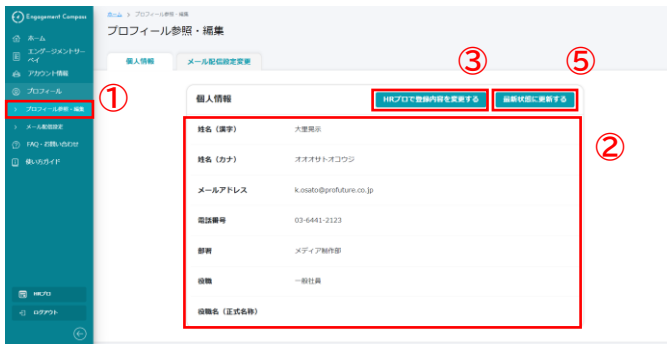 Engagement Compass
ホーム
エンゲージメントサーベイ
アカウント情報
プロフィール
プロフィール参照・編集
メール配信設定
FAQ・お問い合わせ
使い方ガイド
HRプロ
ログアウト
ホーム > プロフィール参照・編集
プロフィール参照・編集
個人情報
メール配信設定変更
①
③
⑤
個人情報
HRプロで登録内容を変更する
最新状態に更新する
②
姓名（漢字） 大里晃示
姓名（カナ） オオサトオコウジ
メールアドレス k.osato@profuture.co.jp
電話番号 03-6441-2123
部署 メディア制作部
役職 一般社員
役職名（正式名称）